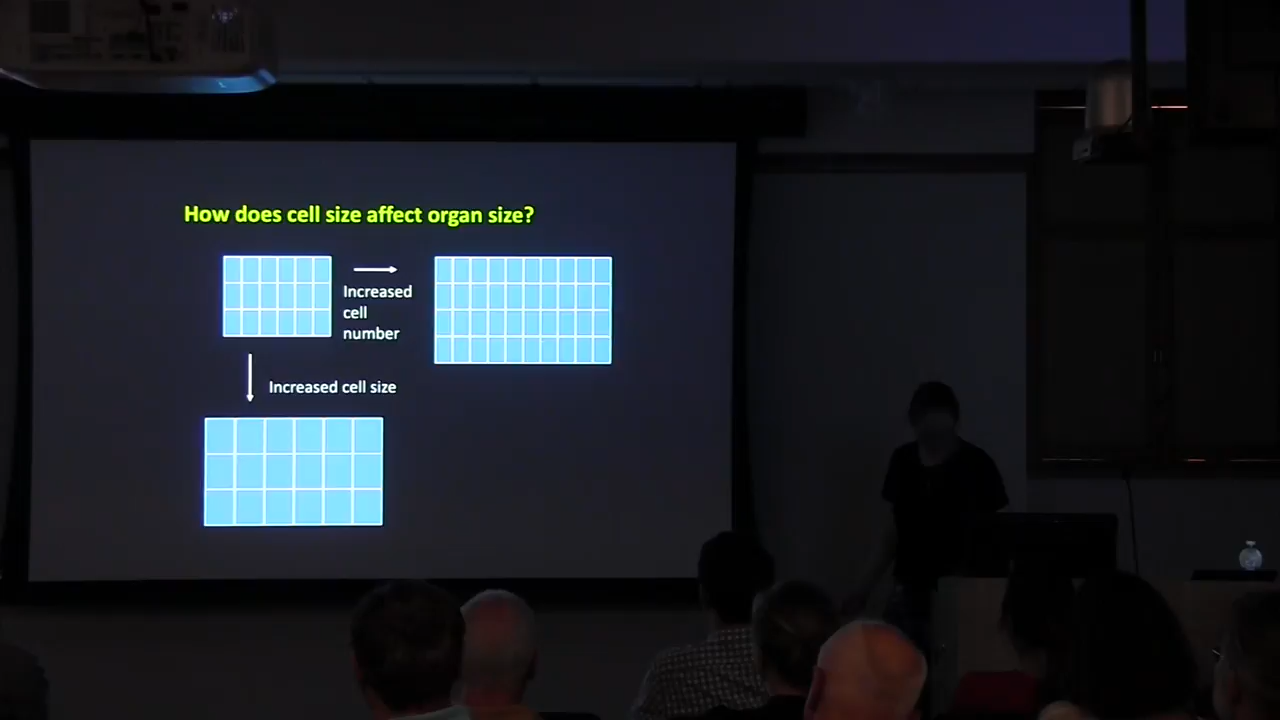 How does cell size affect organ size?
Increased
cell
number
Increased cell size